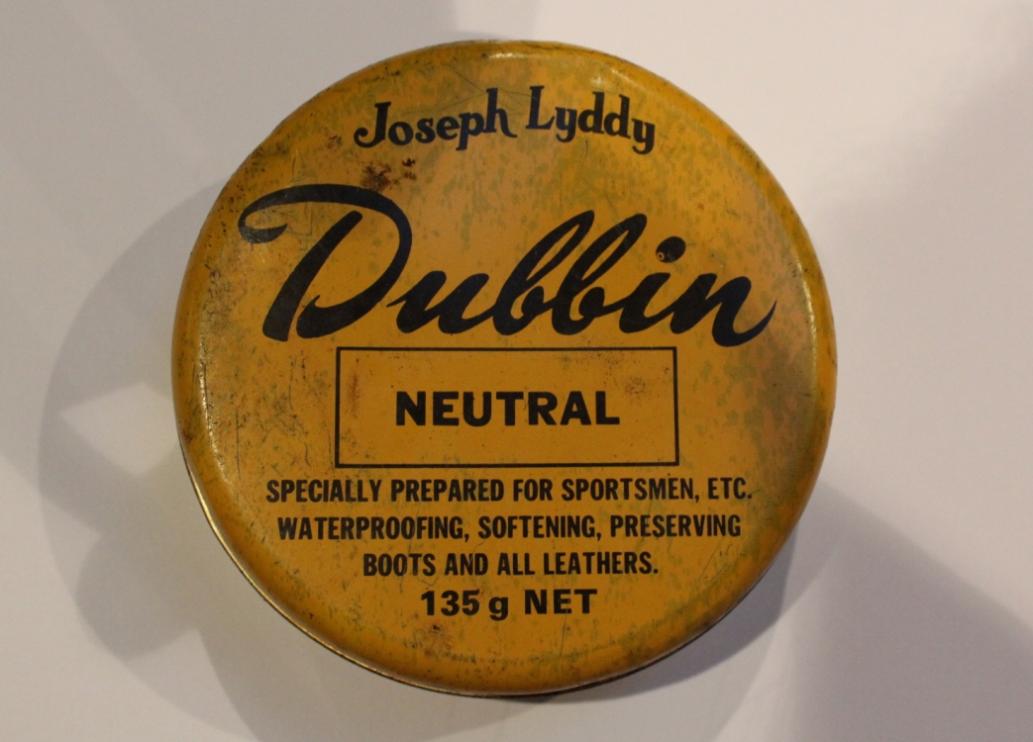 Joseph Lyddy
Dubbin
NEUTRAL
SPECIALLY PREPARED FOR SPORTSMEN, ETC.
WATERPROOFING, SOFTENING, PRESERVING
BOOTS AND ALL LEATHERS.
135 g NET